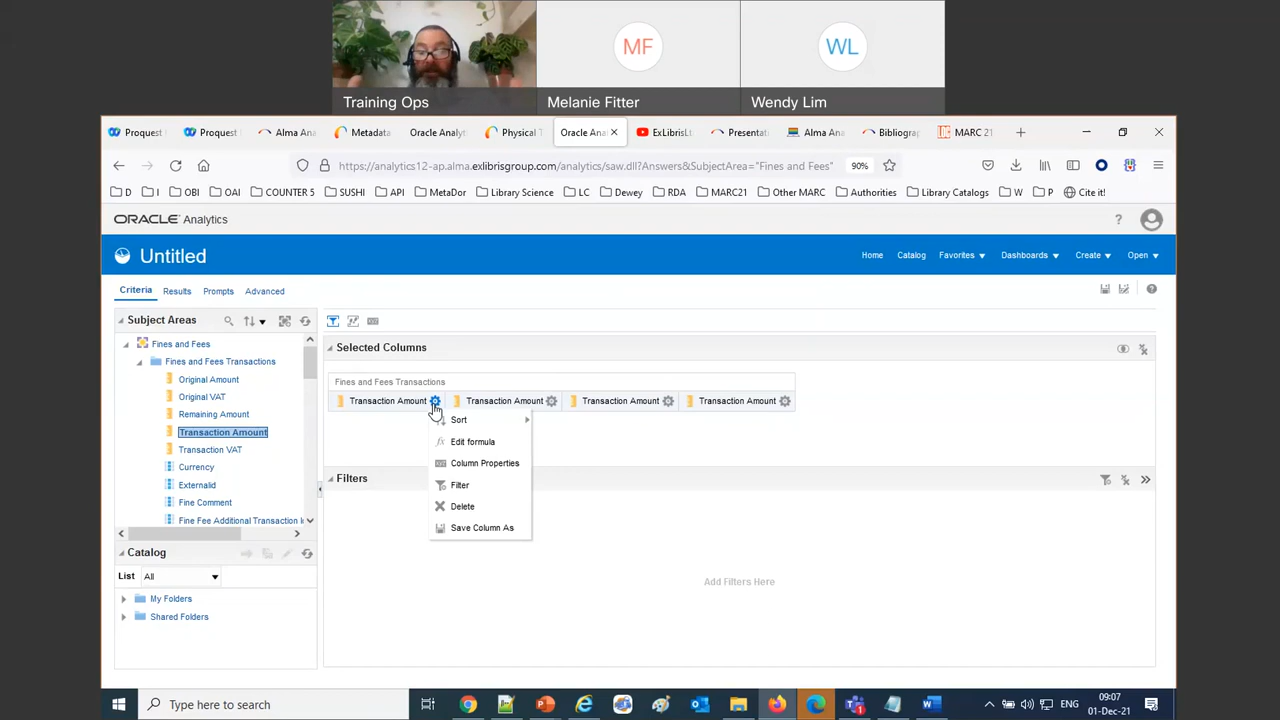 MF
WL
Training Ops
Melanie Fitter
Wendy Lim
Proquest
Proquest
Alma Ana
Metadata
Oracle Analyt
Physical T
Oracle Anal
ExLibrisLt
Presentati
Alma Ana
Bibliograp
MARC 21
https://analytics12-ap.alma.exlibrisgroup.com/analytics/saw.dll?Answers&SubjectArea="Fines and Fees"
90%
D
I
OBI
OAI
COUNTER 5
SUSHI
API
MetaDor
Library Science
LC
Dewey
RDA
MARC21
Other MARC
Authorities
Library Catalogs
W
P
Cite it!
ORACLE Analytics
?
Untitled
Home
Catalog
Favorites
Dashboards
Create
Open
Criteria
Results
Prompts
Advanced
Subject Areas
Selected Columns
Fines and Fees
Fines and Fees Transactions
Original Amount
Original VAT
Remaining Amount
Transaction Amount
Transaction VAT
Currency
Externalid
Fine Comment
Fine Fee Additional Transaction I
Fines and Fees Transactions
Transaction Amount
Transaction Amount
Transaction Amount
Transaction Amount
Sort
Edit formula
Column Properties
Filter
Delete
Save Column As
Filters
Add Filters Here
Catalog
List All
My Folders
Shared Folders
Type here to search
ENG
09:07
01-Dec-21